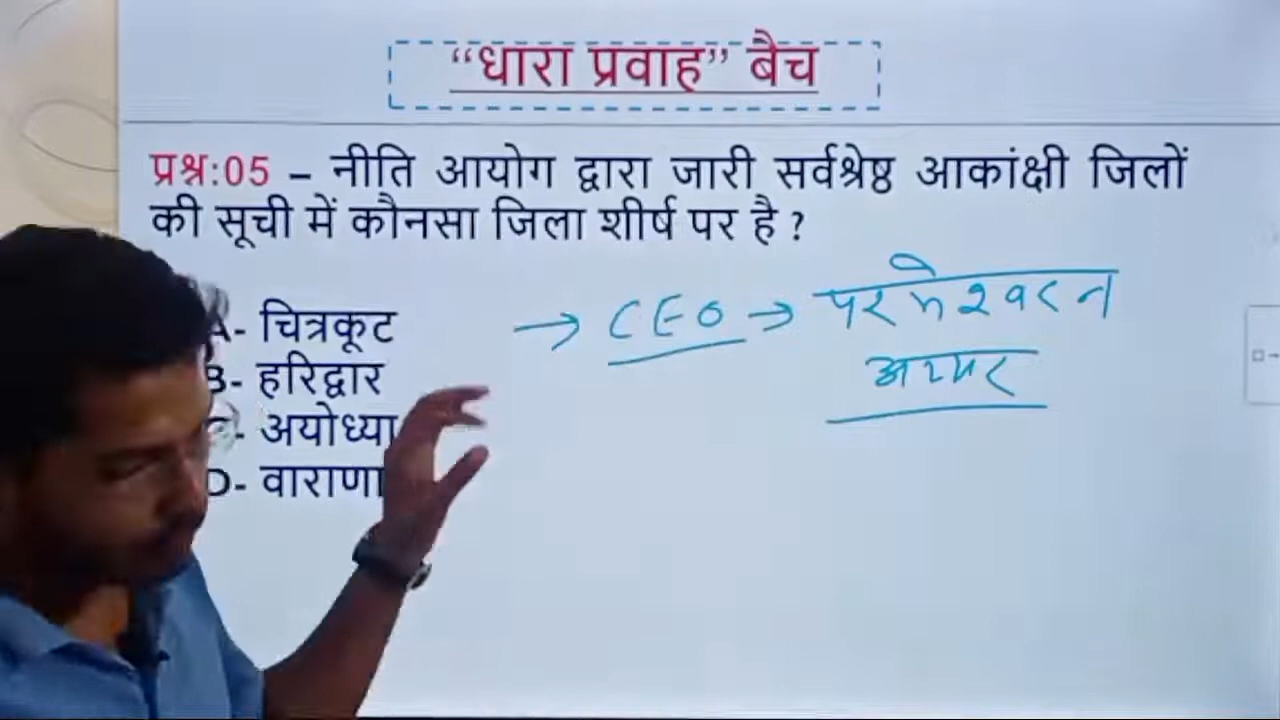 “धारा प्रवाह” बैच
प्रश्न:05 – नीति आयोग द्वारा जारी सर्वश्रेष्ठ आकांक्षी जिलों
की सूची में कौनसा जिला शीर्ष पर है ?
A- चित्रकूट
B- हरिद्वार
C- अयोध्या
D- वाराणा
→ CEO → परमेश्वरन
अय्यर